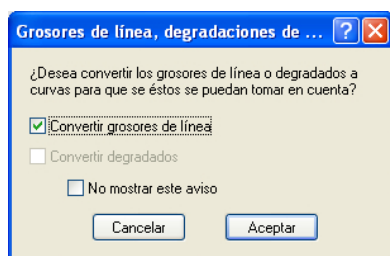 Grosores de línea, degradaciones de ...
¿Desea convertir los grosores de línea o degradados a
curvas para que se éstos se puedan tomar en cuenta?
Convertir grosores de línea
Convertir degradados
No mostrar este aviso
Cancelar
Aceptar